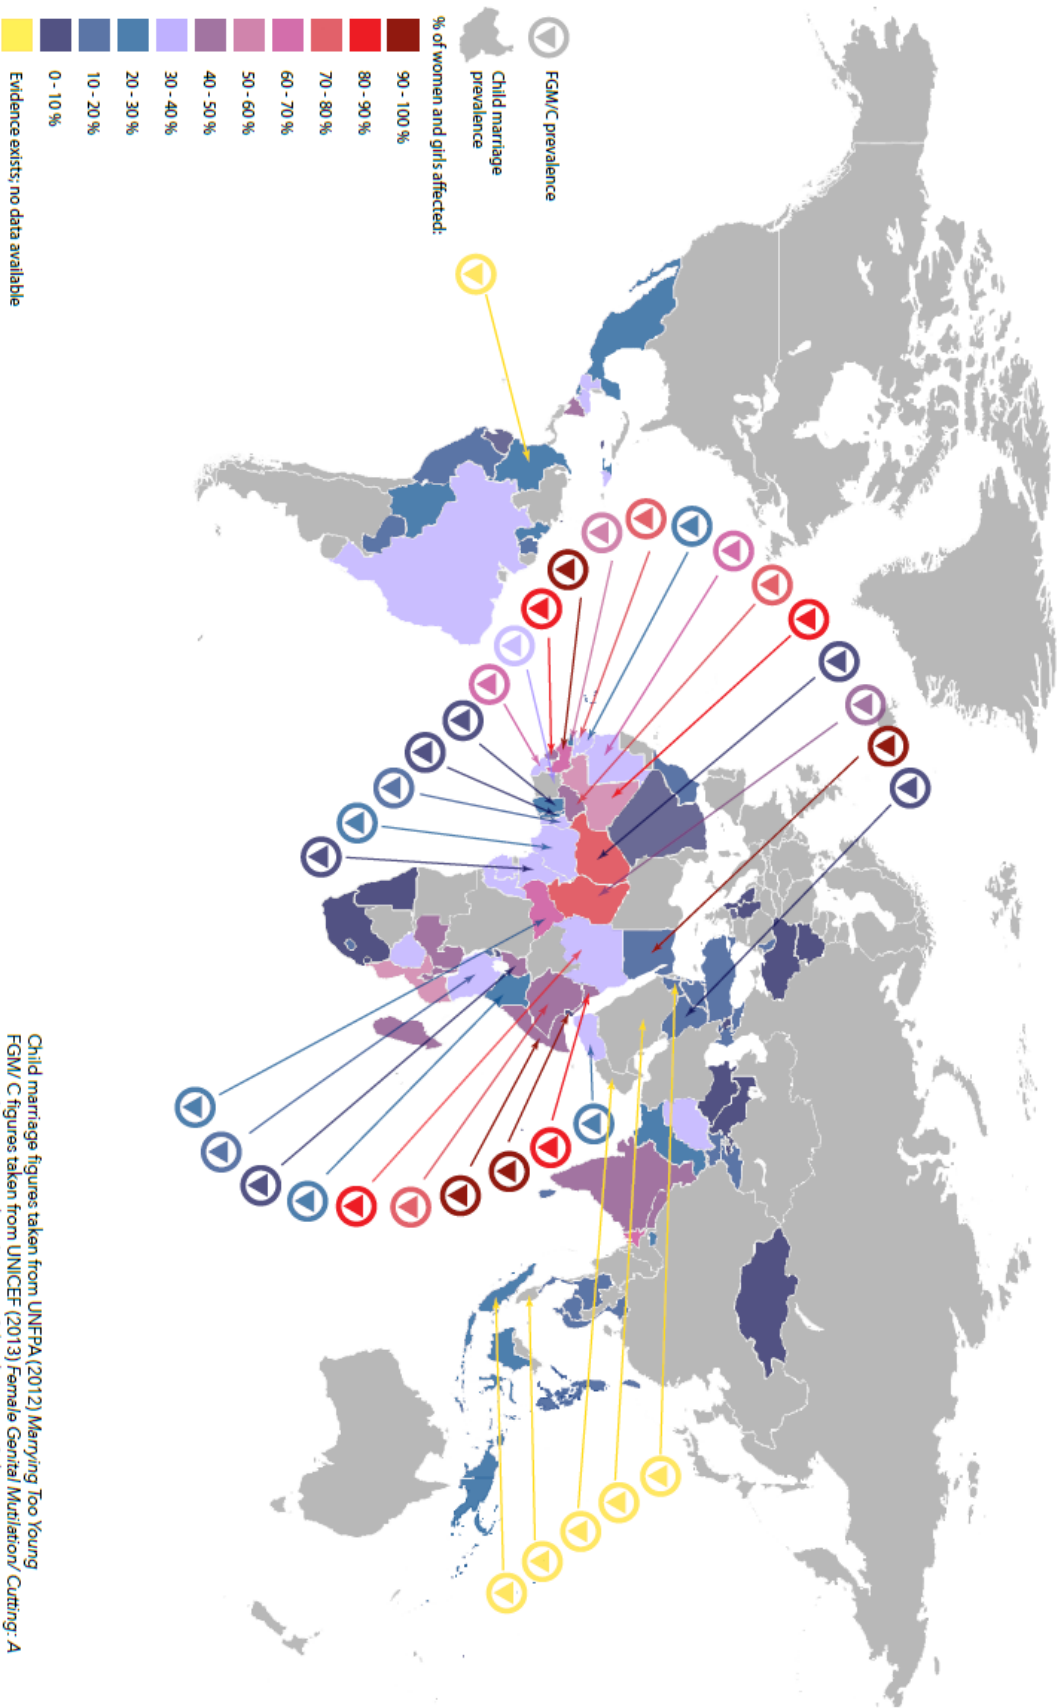 FGM/C prevalence
Child marriage
prevalence
% of women and girls affected:
90 - 100 %
80 - 90 %
70 - 80 %
60 - 70 %
50 - 60 %
40 - 50 %
30 - 40 %
20 - 30 %
10 - 20 %
0 - 10 %
Evidence exists; no data available
Child marriage figures taken from UNFPA (2012) Marrying Too Young
FGM/ C figures taken from UNICEF (2013) Female Genital Mutilation/ Cutting: A